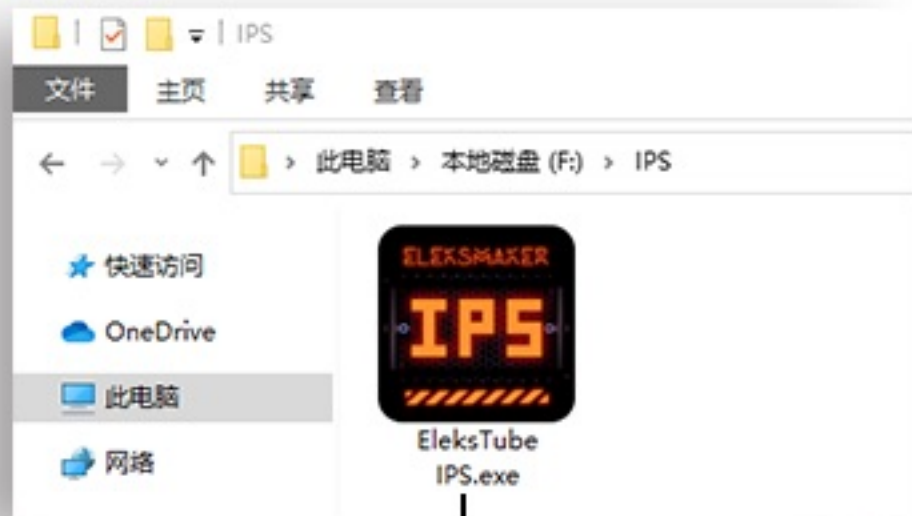 IPS
文件 主页 共享 查看
此电脑 > 本地磁盘 (F:) > IPS
快速访问
OneDrive
此电脑
网络
ELEKSMAKER
IPS
EleksTube
IPS.exe